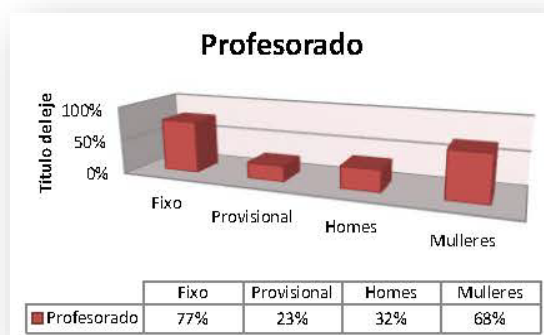 Profesorado
Título del eje
100%
50%
0%
Fixo
Provisional
Homes
Mulleres
Fixo Provisional Homes Mulleres
Profesorado 77% 23% 32% 68%